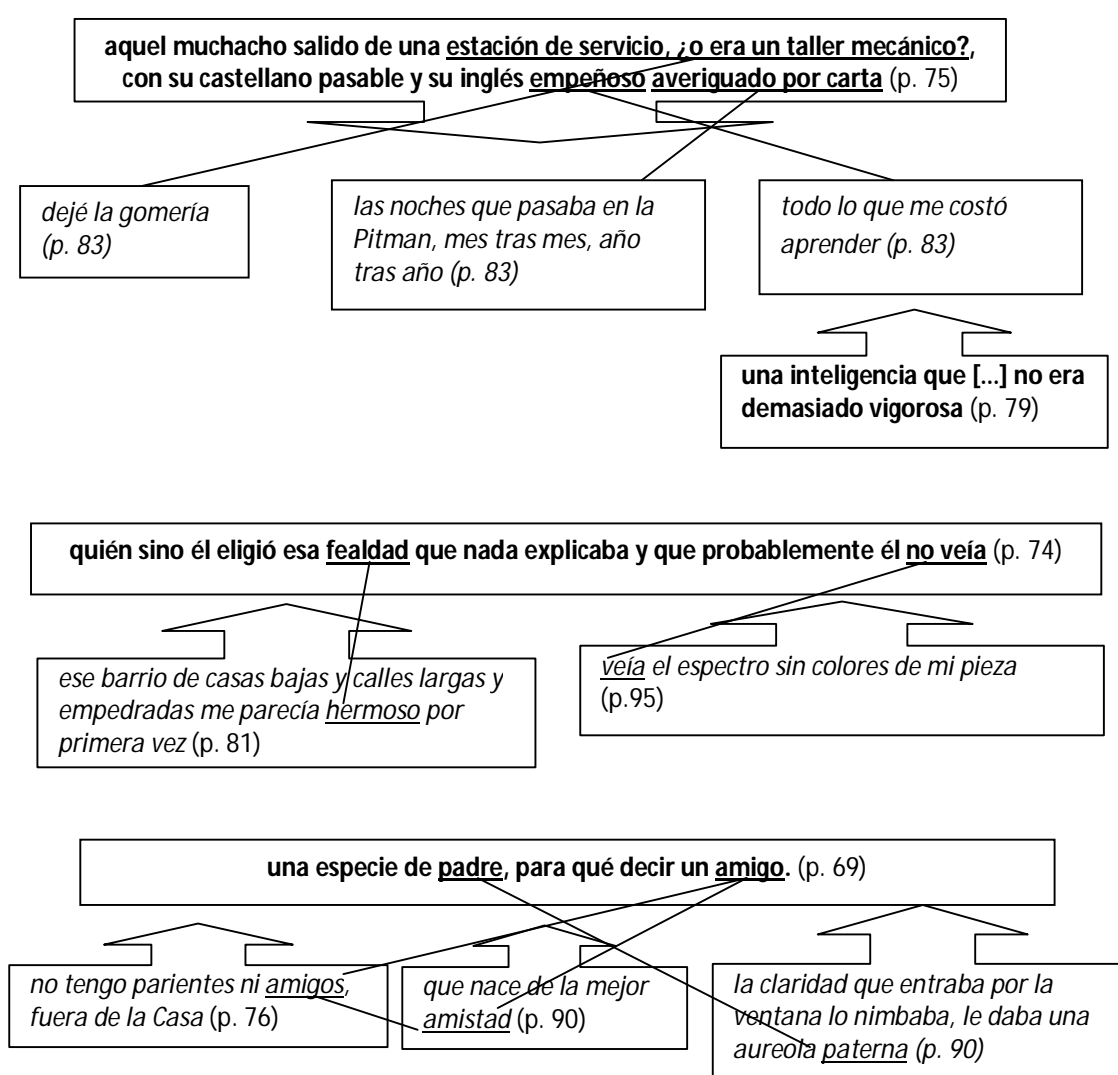 aquel muchacho salido de una estación de servicio, ¿o era un taller mecánico?,
con su castellano pasable y su inglés empeñoso averiguado por carta (p. 75)
dejé la gomería
(p. 83)
las noches que pasaba en la
Pitman, mes tras mes, año
tras año (p. 83)
todo lo que me costó
aprender (p. 83)
una inteligencia que [...] no era
demasiado vigorosa (p. 79)
quién sino él eligió esa fealdad que nada explicaba y que probablemente él no veía (p. 74)
ese barrio de casas bajas y calles largas y
empedradas me parecía hermoso por
primera vez (p. 81)
veía el espectro sin colores de mi pieza
(p.95)
una especie de padre, para qué decir un amigo. (p. 69)
no tengo parientes ni amigos,
fuera de la Casa (p. 76)
que nace de la mejor
amistad (p. 90)
la claridad que entraba por la
ventana lo nimbaba, le daba una
aureola paterna (p. 90)